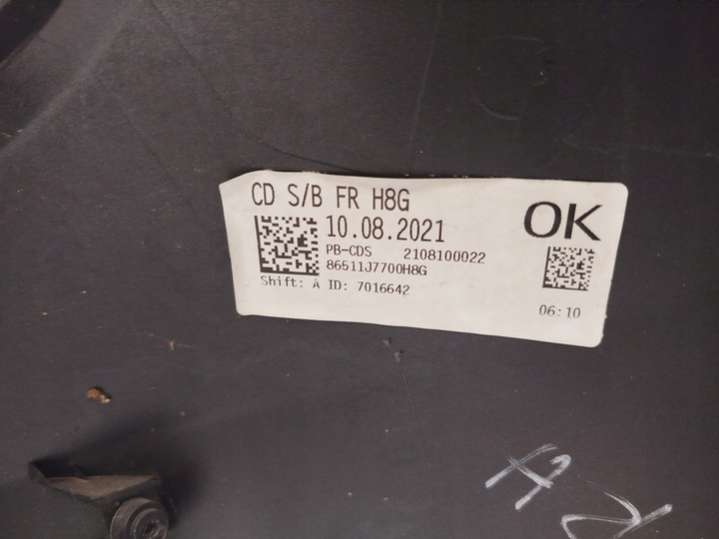 CD S/B FR H8G
10.08.2021
OK
PB-CDS 2108100022
86511J7700H8G
Shift: A ID: 7016642
06:10